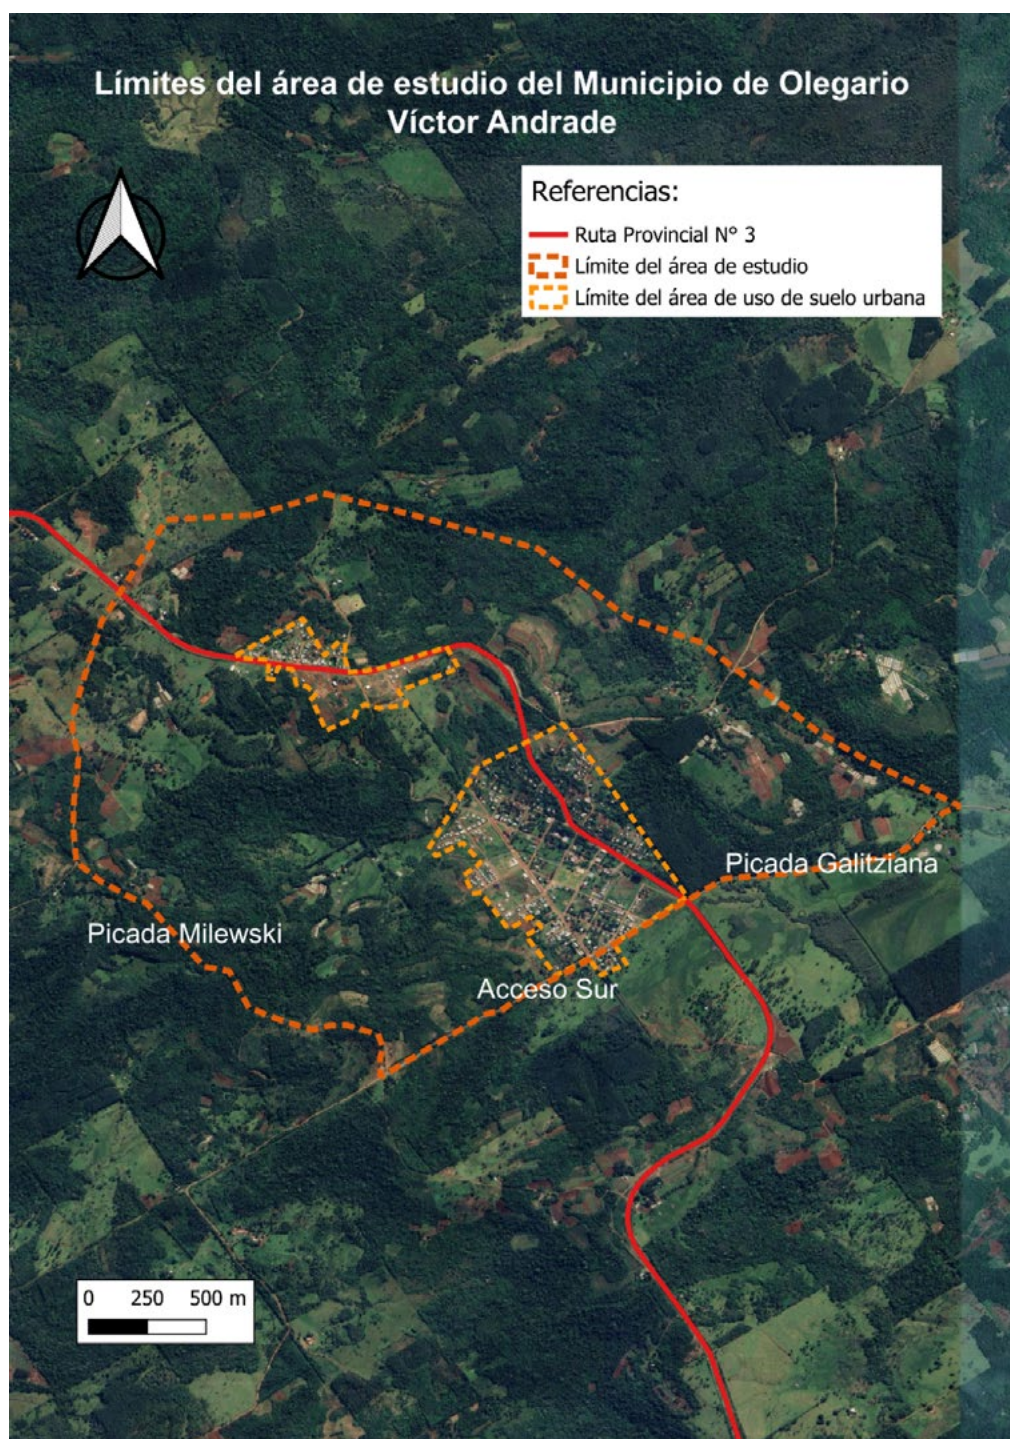 Límites del área de estudio del Municipio de Olegario
Víctor Andrade
Referencias:
Ruta Provincial N° 3
Límite del área de estudio
Límite del área de uso de suelo urbana
Picada Galitziana
Picada Milewski
Acceso Sur
0 250 500 m